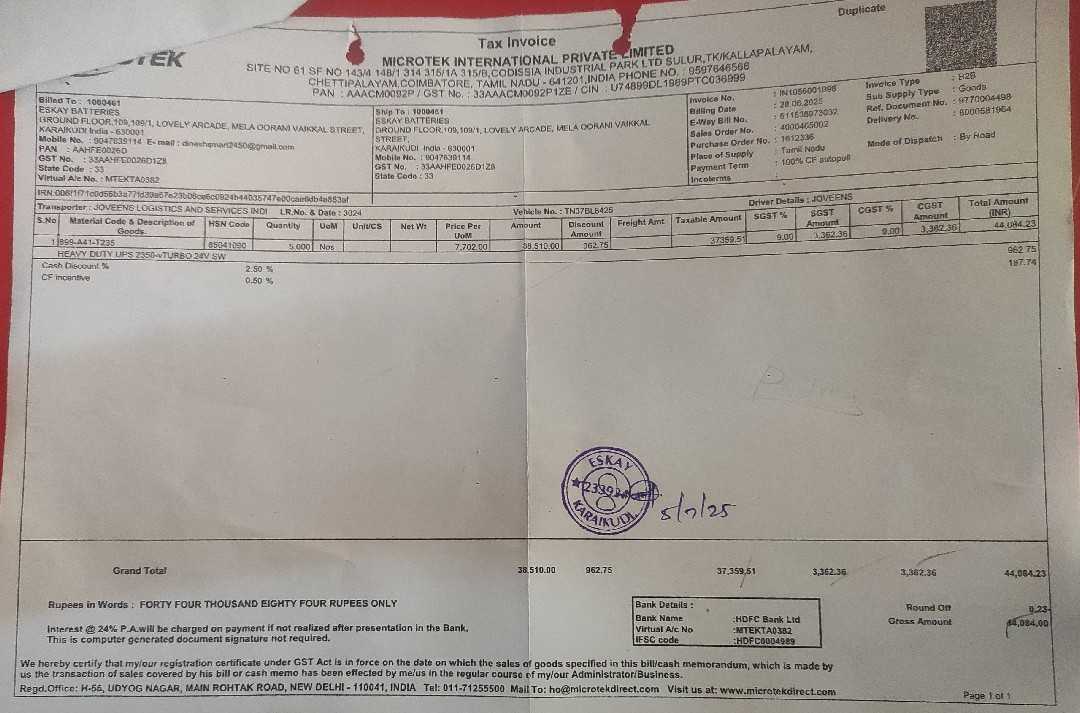 Duplicate
TEK
Tax Invoice
MICROTEK INTERNATIONAL PRIVATE LIMITED
SITE NO 61 SF NO 143/4 148/1 314 315/1A 315/B,CODISSIA INDUSTRIAL PARK LTD SULUR,TK/KALLAPALAYAM,
CHETTIPALAYAM,COIMBATORE, TAMIL NADU - 641201,INDIA PHONE NO. : 9597646566
PAN : AAACM0092P / GST No. : 33AAACM0092P1ZE / CIN : U74899DL1989PTC036999
Billed To : 1000461
ESKAY BATTERIES
GROUND FLOOR,109,109/1, LOVELY ARCADE, MELA OORANI VAIKKAL STREET,
KARAIKUDI India - 630001
Mobile No. : 9047639114 E- mail : dineshqmart2450@gmail.com
PAN : AAHFE0026D
GST No. : 33AAHFE0026D1Z8
State Code : 33
Virtual A/c No. : MTEKTA0382
Ship To : 1000461
ESKAY BATTERIES
GROUND FLOOR,109,109/1, LOVELY ARCADE, MELA OORANI VAIKKAL
STREET,
KARAIKUDI India - 630001
Mobile No. : 9047639114
GST No. : 33AAHFE0026D1Z8
State Code : 33
Invoice No. : IN1056001098
Billing Date : 28.06.2025
E-Way Bill No. : 611538973032
Sales Order No. : 4000405002
Purchase Order No. : 1612336
Place of Supply : Tamil Nadu
Payment Term : 100% CF autopull
Incoterms :
Invoice Type : B2B
Sub Supply Type : Goods
Ref. Document No. : 9770004498
Delivery No. : 8000581964
Mode of Dispatch : By Road
Transporter : JOVEENS LOGISTICS AND SERVICES INDI LR.No. & Date : 3024 Vehicle No. : TN37BL6425 Driver Details : JOVEENS
S.No Material Code & Description of Goods. HSN Code Quantity UoM Unit/CS Net Wt Price Per UoM Amount Discount Amount Freight Amt Taxable Amount SGST % SGST Amount CGST % CGST Amount Total Amount (INR)
1 899-A41-T235 85041090 5.000 Nos 7,702.00 38,510.00 962.75 37359.51 9.00 3,362.36 9.00 3,362.36 44,084.23
HEAVY DUTY UPS 2350-vTURBO 24V SW
Cash Discount % 2.50 % 962.75
CF incentive 0.50 % 187.74
ESKAY
KARAIKUDI
5/7/25
Grand Total 38,510.00 962.75 37,359.51 3,362.36 3,362.36 44,084.23
Rupees in Words : FORTY FOUR THOUSAND EIGHTY FOUR RUPEES ONLY
Round Off 0.23-
Gross Amount 44,084.00
Interest @ 24% P.A.will be charged on payment if not realized after presentation in the Bank.
This is computer generated document signature not required.
Bank Details :
Bank Name :HDFC Bank Ltd
Virtual A/c No :MTEKTA0382
IFSC code :HDFC0004989
We hereby certify that my/our registration certificate under GST Act is in force on the date on which the sales of goods specified in this bill/cash memorandum, which is made by
us the transaction of sales covered by his bill or cash memo has been effected by me/us in the regular course of my/our Administrator/Business.
Regd.Office: H-56, UDYOG NAGAR, MAIN ROHTAK ROAD, NEW DELHI - 110041, INDIA Tel: 011-71255500 Mail To: ho@microtekdirect.com Visit us at: www.microtekdirect.com
Page 1 of 1